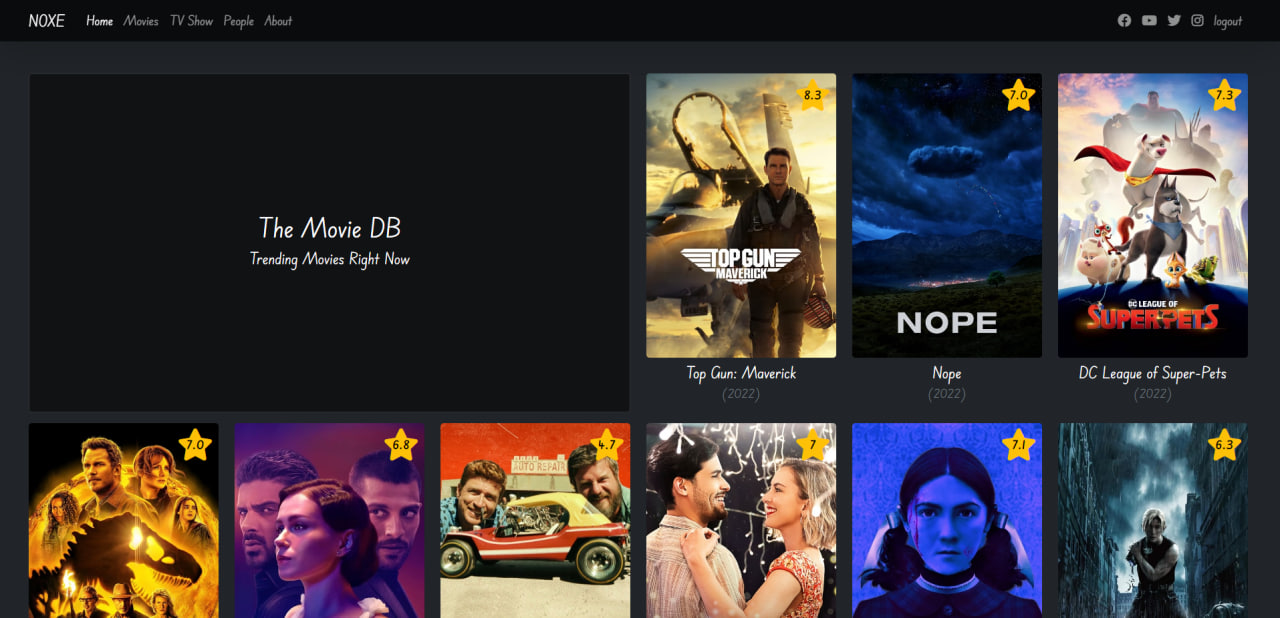 NOXE Home Movies TV Show People About logout
The Movie DB
Trending Movies Right Now
8.3
TOP GUN
MAVERICK
Top Gun: Maverick
(2022)
7.0
NOPE
Nope
(2022)
7.3
DC LEAGUE OF
SUPER-PETS
DC League of Super-Pets
(2022)
7.0
6.8
4.7
AUTO REPAIR
7
7.1
6.3